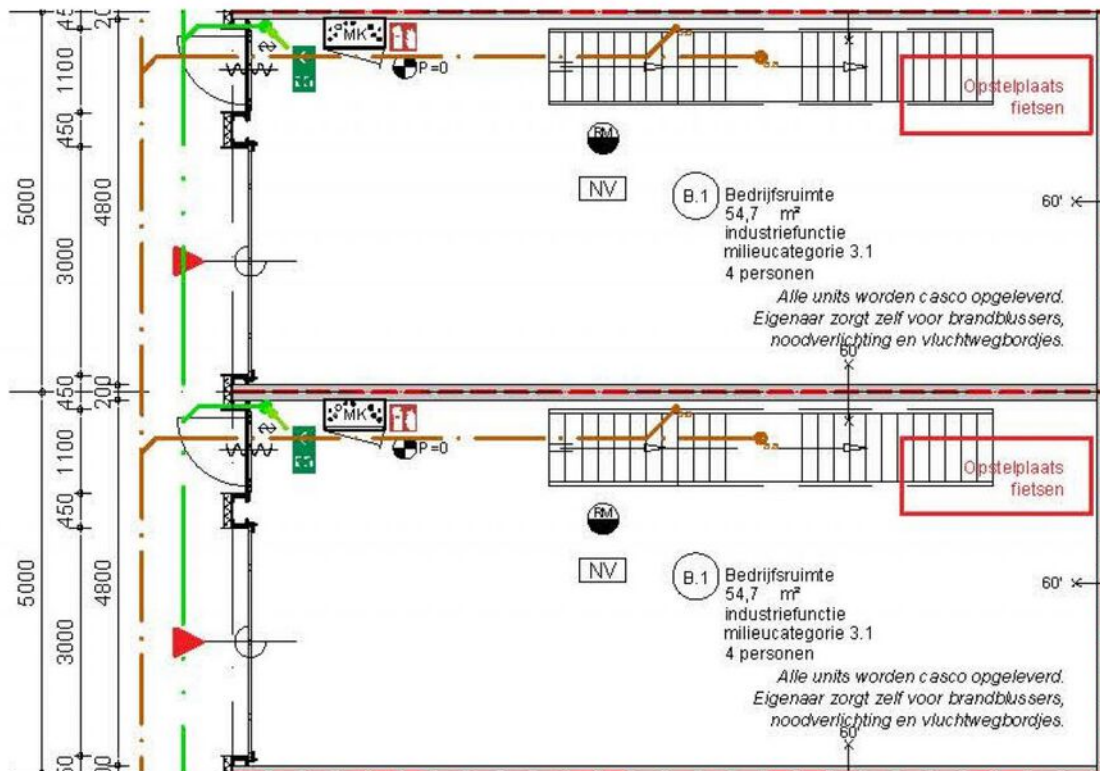 5000
450
1100
450
3000
200
4800
MK
P=0
Opstelplaats
fietsen
RM
NV
B.1
Bedrijfsruimte
54,7 m²
industriefunctie
milieucategorie 3.1
4 personen
60'
Alle units worden casco opgeleverd.
Eigenaar zorgt zelf voor brandblussers,
noodverlichting en vluchtwegbordjes.
60'
5000
450
1100
450
3000
200
4800
MK
P=0
Opstelplaats
fietsen
RM
NV
B.1
Bedrijfsruimte
54,7 m²
industriefunctie
milieucategorie 3.1
4 personen
60'
Alle units worden casco opgeleverd.
Eigenaar zorgt zelf voor brandblussers,
noodverlichting en vluchtwegbordjes.
60'